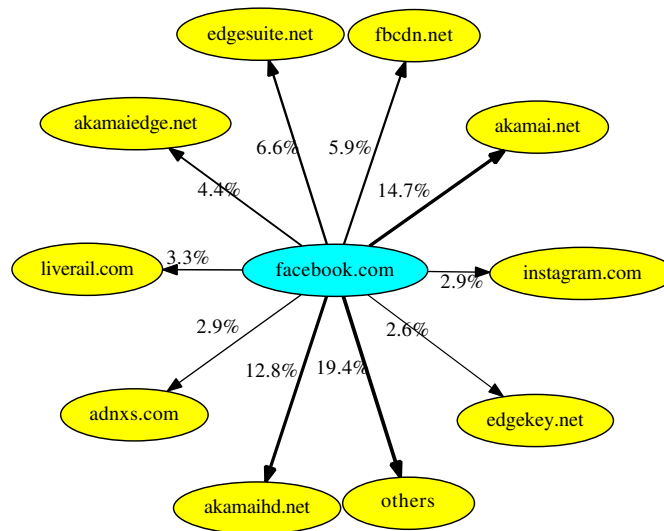 edgesuite.net
fbcdn.net
akamaiedge.net
akamai.net
6.6%
5.9%
4.4%
14.7%
liverail.com
3.3%
facebook.com
2.9%
instagram.com
2.9%
2.6%
12.8%
19.4%
adnxs.com
edgekey.net
akamaihd.net
others